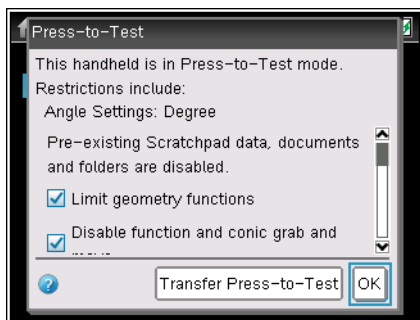 Press-to-Test
This handheld is in Press-to-Test mode.
Restrictions include:
Angle Settings: Degree
Pre-existing Scratchpad data, documents
and folders are disabled.
Limit geometry functions
Disable function and conic grab and
Transfer Press-to-Test
OK